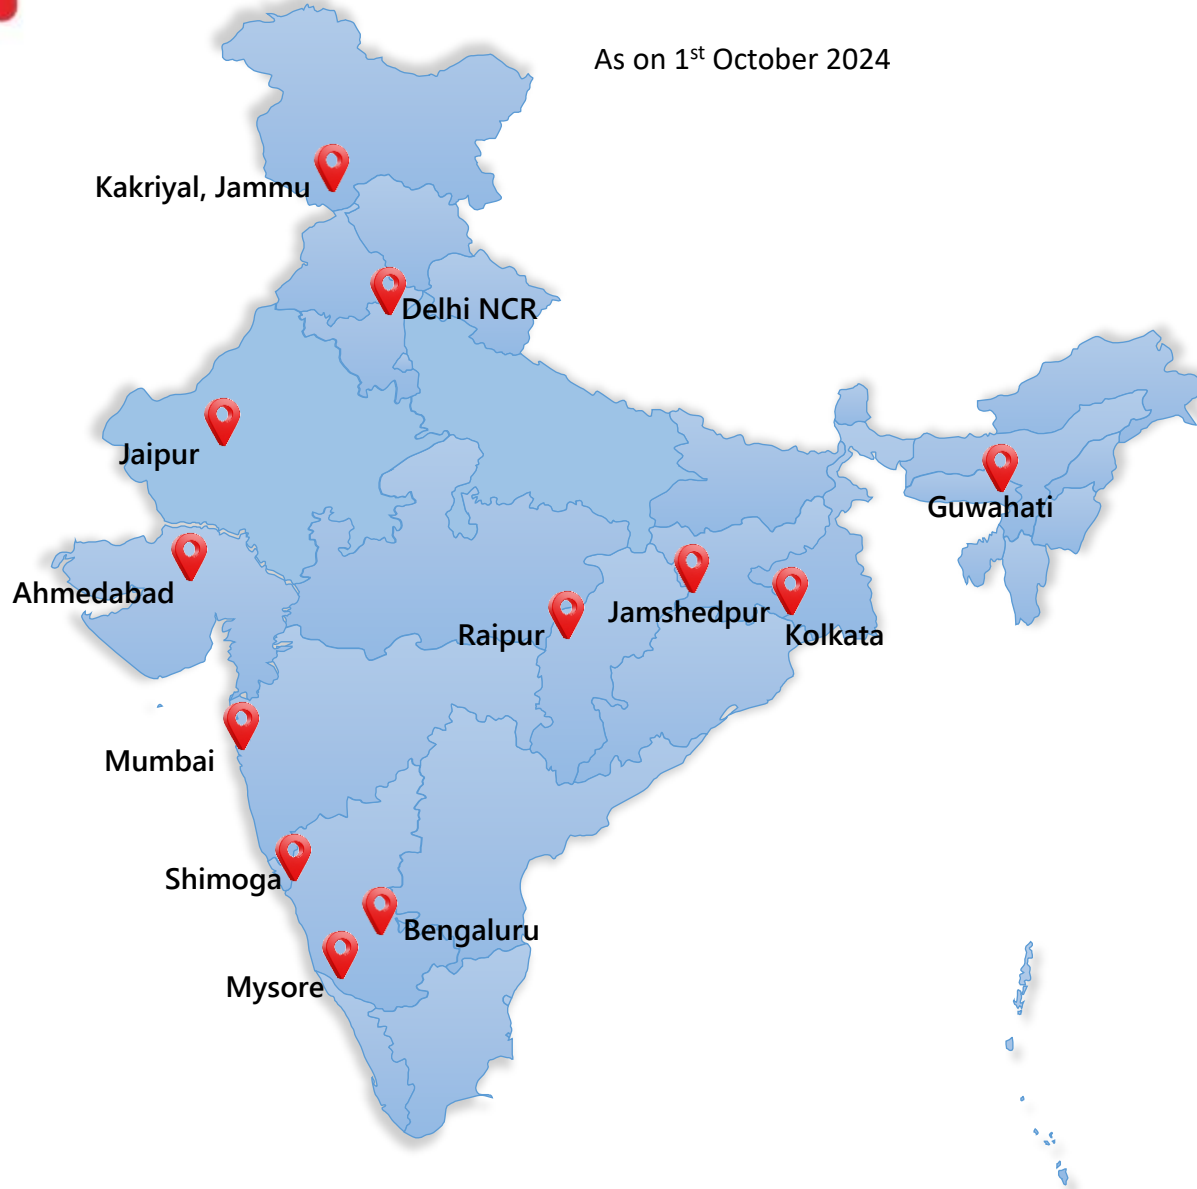 As on 1st October 2024
Kakriyal, Jammu
Delhi NCR
Jaipur
Guwahati
Ahmedabad
Jamshedpur
Raipur
Kolkata
Mumbai
Shimoga
Bengaluru
Mysore